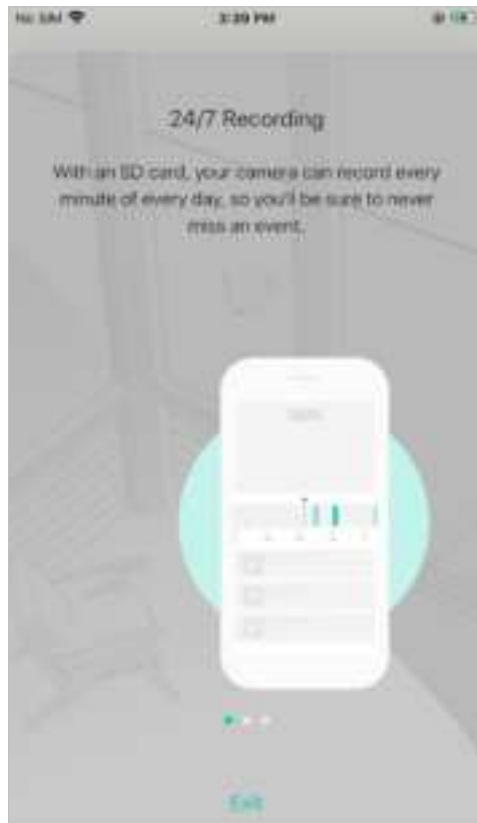 No SIM 3:39 PM
24/7 Recording
With an SD card, your camera can record every
minute of every day, so you'll be sure to never
miss an event.
Exit